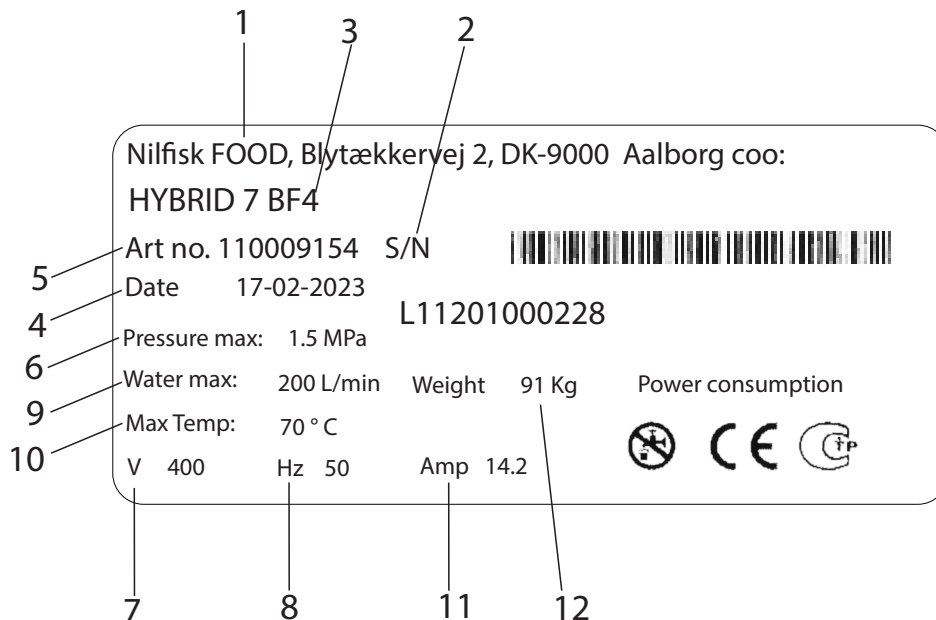 1 3 2
Nilfisk FOOD, Blytækkervej 2, DK-9000 Aalborg coo:
HYBRID 7 BF4
5 Art no. 110009154 S/N
4 Date 17-02-2023
L11201000228
6 Pressure max: 1.5 MPa
9 Water max: 200 L/min Weight 91 Kg Power consumption
10 Max Temp: 70 ° C
V 400 Hz 50 Amp 14.2
CE
7 8 11 12